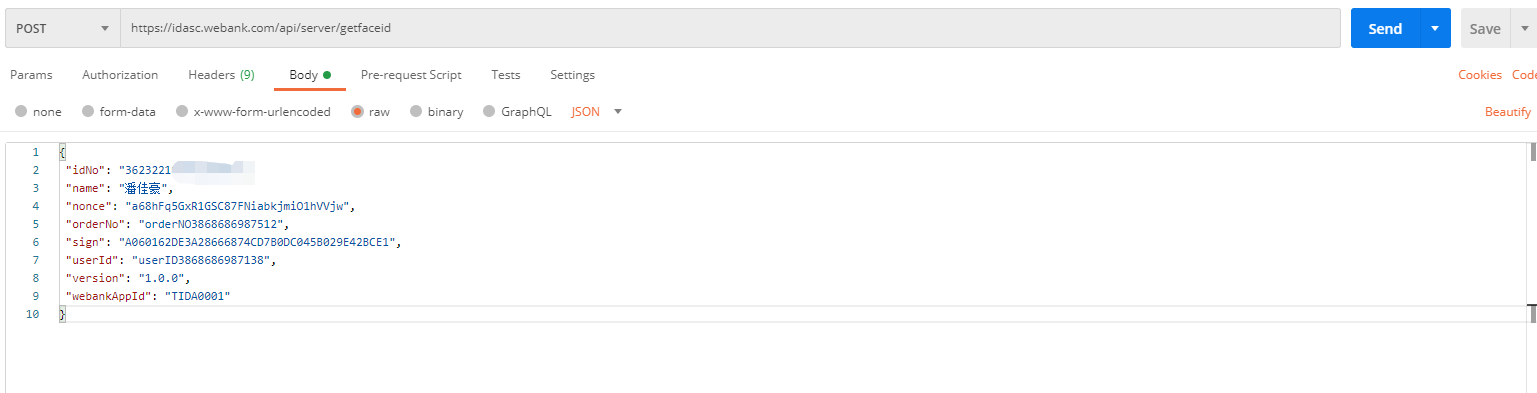 POST https://idasc.webank.com/api/server/getfaceid Send Save
Params Authorization Headers (9) Body Pre-request Script Tests Settings Cookies Code
none form-data x-www-form-urlencoded raw binary GraphQL JSON Beautify
1 {
2 "idNo": "3623221
3 "name": "潘佳豪",
4 "nonce": "a68hFq5GxR1GSC87FNiabkjmiO1hVVjw",
5 "orderNo": "orderNO3868686987512",
6 "sign": "A060162DE3A28666874CD7B0DC045B029E42BCE1",
7 "userId": "userID3868686987138",
8 "version": "1.0.0",
9 "webankAppId": "TIDA0001"
10 }